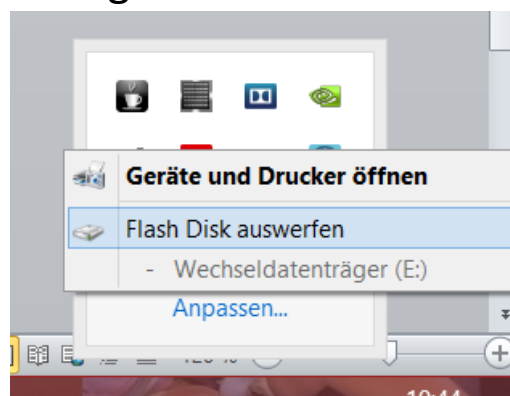 Geräte und Drucker öffnen
Flash Disk auswerfen
- Wechseldatenträger (E:)
Anpassen...